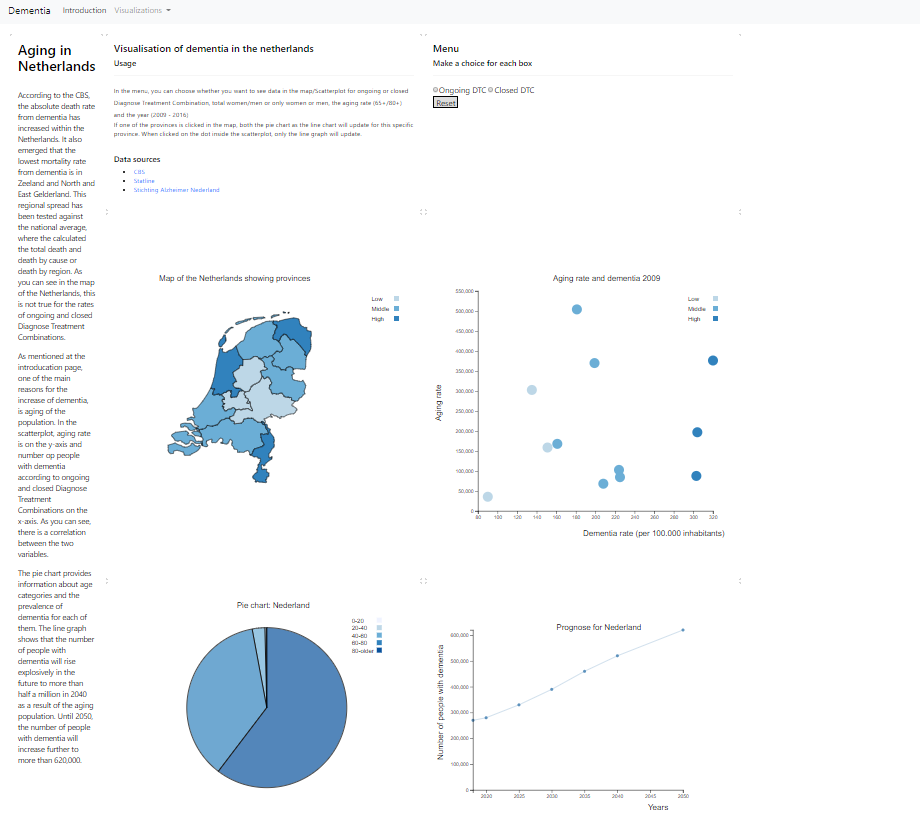 Dementia Introduction Visualizations
Aging in
Netherlands
According to the CBS,
the absolute death rate
from dementia has
increased within the
Netherlands. It also
emerged that the
lowest mortality rate
from dementia is in
Zeeland and North and
East Gelderland. This
regional spread has
been tested against
the national average,
where the calculated
the total death and
death by cause or
death by region. As
you can see in the map
of the Netherlands, this
is not true for the rates
of ongoing and closed
Diagnose Treatment
Combinations.
As mentioned at the
introducation page,
one of the main
reasons for the
increase of dementia,
is aging of the
population. In the
scatterplot, aging rate
is on the y-axis and
number op people
with dementia
according to ongoing
and closed Diagnose
Treatment
Combinations on the
x-axis. As you can see,
there is a correlation
between the two
variables.
The pie chart provides
information about age
categories and the
prevalence of
dementia for each of
them. The line graph
shows that the number
of people with
dementia will rise
explosively in the
future to more than
half a million in 2040
as a result of the aging
population. Until 2050,
the number of people
with dementia will
increase further to
more than 620,000.
Visualisation of dementia in the netherlands
Usage
In the menu, you can choose whether you want to see data in the map/Scatterplot for ongoing or closed
Diagnose Treatment Combination, total women/men or only women or men, the aging rate (65+/80+)
and the year (2009 - 2016)
If one of the provinces is clicked in the map, both the pie chart as the line chart will update for this specific
province. When clicked on the dot inside the scatterplot, only the line graph will update.
Data sources
CBS
Statline
Stichting Alzheimer Nederland
Menu
Make a choice for each box
Ongoing DTC Closed DTC
Reset
Map of the Netherlands showing provinces
Low
Middle
High
Aging rate and dementia 2009
Low
Middle
High
550,000
500,000
450,000
400,000
350,000
300,000
250,000
200,000
150,000
100,000
50,000
0
Aging rate
80 100 120 140 160 180 200 220 240 260 280 300 320
Dementia rate (per 100.000 inhabitants)
Pie chart: Nederland
0-20
20-40
40-60
60-80
80-older
Prognose for Nederland
600,000
500,000
400,000
300,000
200,000
100,000
0
Number of people with dementia
2020 2025 2030 2035 2040 2045 2050
Years